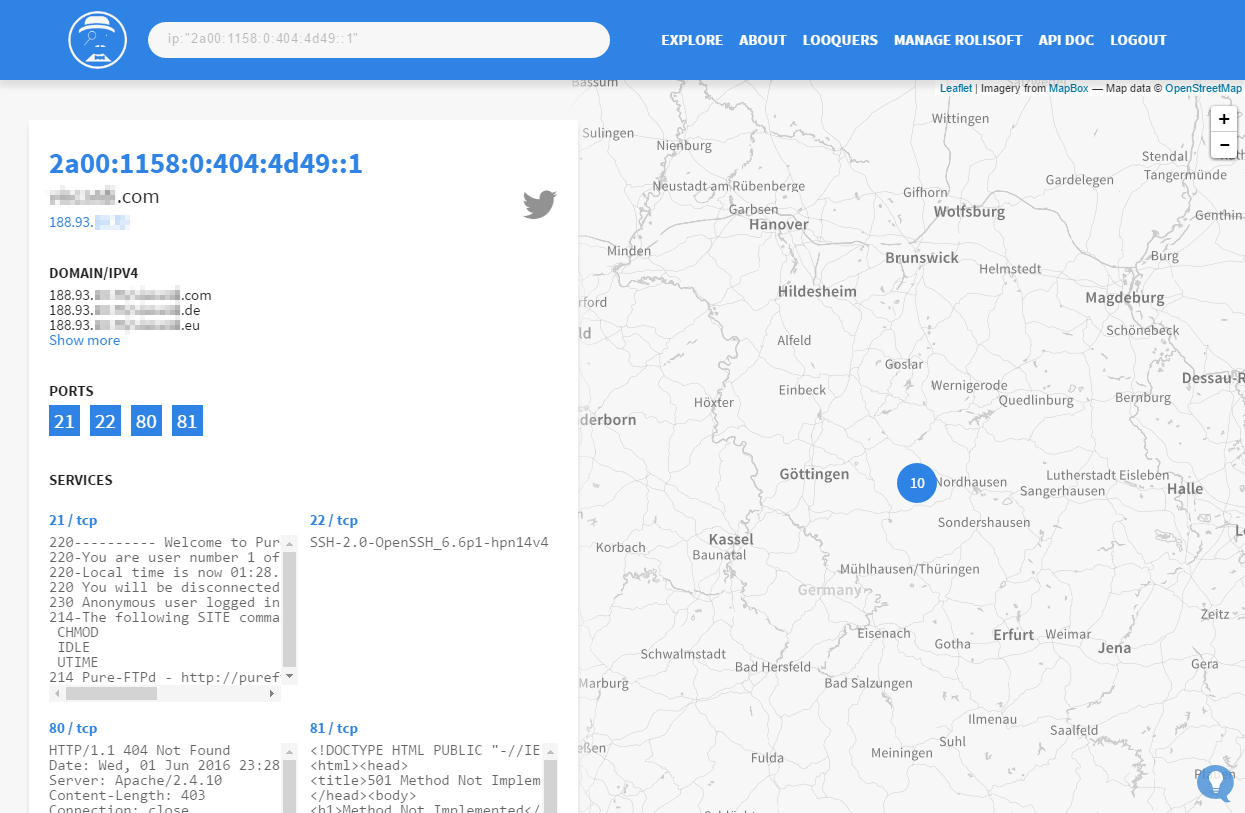 ip:"2a00:1158:0:404:4d49::1"
EXPLORE ABOUT LOOQUERS MANAGE ROLISOFT API DOC LOGOUT
Leaflet | Imagery from MapBox — Map data © OpenStreetMap
2a00:1158:0:404:4d49::1
.com
188.93.
DOMAIN/IPV4
188.93. .com
188.93. .de
188.93. .eu
Show more
PORTS
21 22 80 81
SERVICES
21 / tcp
220---------- Welcome to Pur
220-You are user number 1 of
220-Local time is now 01:28.
220 You will be disconnected
230 Anonymous user logged in
214-The following SITE comma
CHMOD
IDLE
UTIME
214 Pure-FTPd - http://puref
22 / tcp
SSH-2.0-OpenSSH_6.6p1-hpn14v4
80 / tcp
HTTP/1.1 404 Not Found
Date: Wed, 01 Jun 2016 23:28
Server: Apache/2.4.10
Content-Length: 403
Connection: close
81 / tcp
<!DOCTYPE HTML PUBLIC "-//IE
<html><head>
<title>501 Method Not Implem
</head><body>
<h1>Method Not Implemented</
+
−
Bassum
Sulingen
Wittingen
Nienburg
Stendal
Tangermünde
Neustadt am Rübenberge
Gifhorn
Gardelegen
Garbsen
Wolfsburg
Genthin
Hanover
Minden
Brunswick
Burg
Helmstedt
Hildesheim
Magdeburg
rford
ld
Schönebeck
Alfeld
Goslar
Dessau-R
Einbeck
Wernigerode
Höxter
Quedlinburg
Bernburg
derborn
Göttingen
10
Nordhausen
Lutherstadt Eisleben
Sangerhausen
Halle
Sondershausen
Kassel
Korbach
Baunatal
Mühlhausen/Thüringen
Germany
Zeitz
Eisenach
Gotha
Erfurt
Weimar
Jena
Schwalmstadt
Bad Hersfeld
Gera
Marburg
Bad Salzungen
Ilmenau
Saalfeld
Suhl
eßen
Fulda
Meiningen